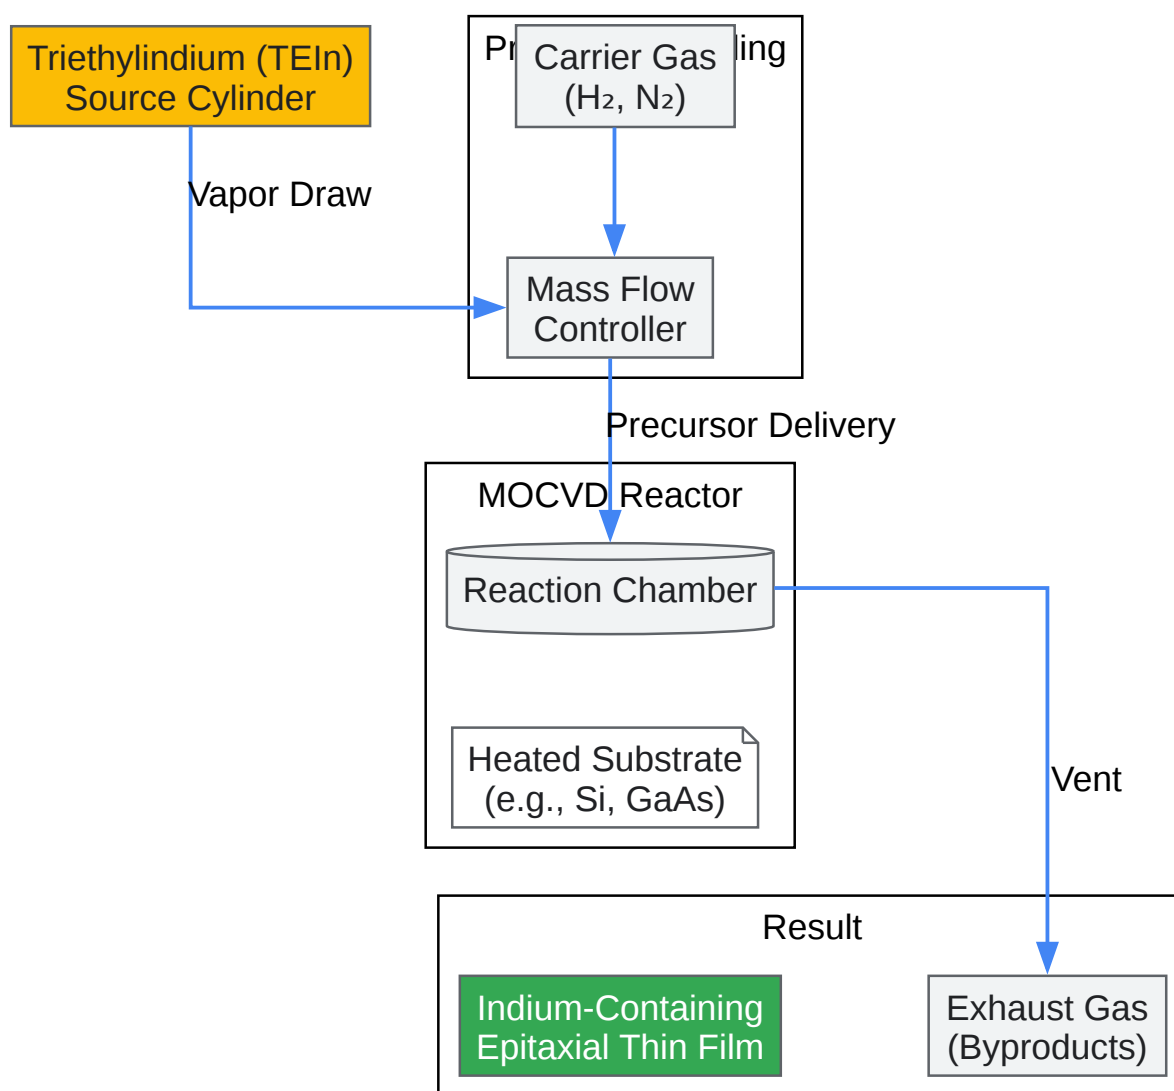 Triethylindium (TEIn)
Source Cylinder
Carrier Gas
(H₂, N₂)
Vapor Draw
Mass Flow
Controller
Precursor Delivery
MOCVD Reactor
Reaction Chamber
Heated Substrate
(e.g., Si, GaAs)
Vent
Result
Indium-Containing
Epitaxial Thin Film
Exhaust Gas
(Byproducts)